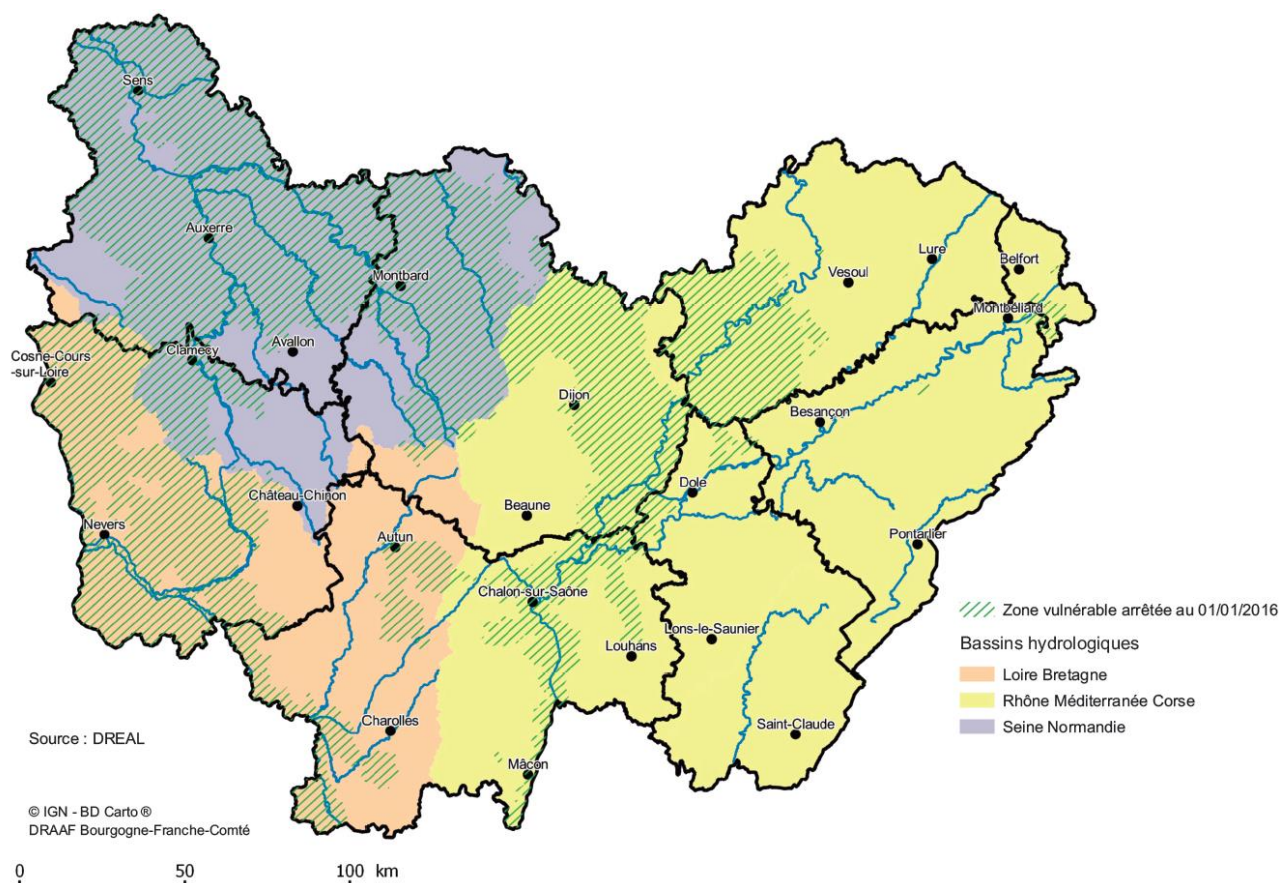 Sens
Auxerre
Montbard
Vesoul
Lure
Belfort
Montbéliard
Clamecy
Avallon
Cosne-Cours
-sur-Loire
Dijon
Besançon
Château-Chinon
Dole
Nevers
Beaune
Autun
Pontarlier
Chalon-sur-Saône
Zone vulnérable arrêtée au 01/01/2016
Lons-le-Saunier
Bassins hydrologiques
Louhans
Loire Bretagne
Rhône Méditerranée Corse
Charolles
Saint-Claude
Seine Normandie
Source : DREAL
Mâcon
© IGN - BD Carto ®
DRAAF Bourgogne-Franche-Comté
0 50 100 km